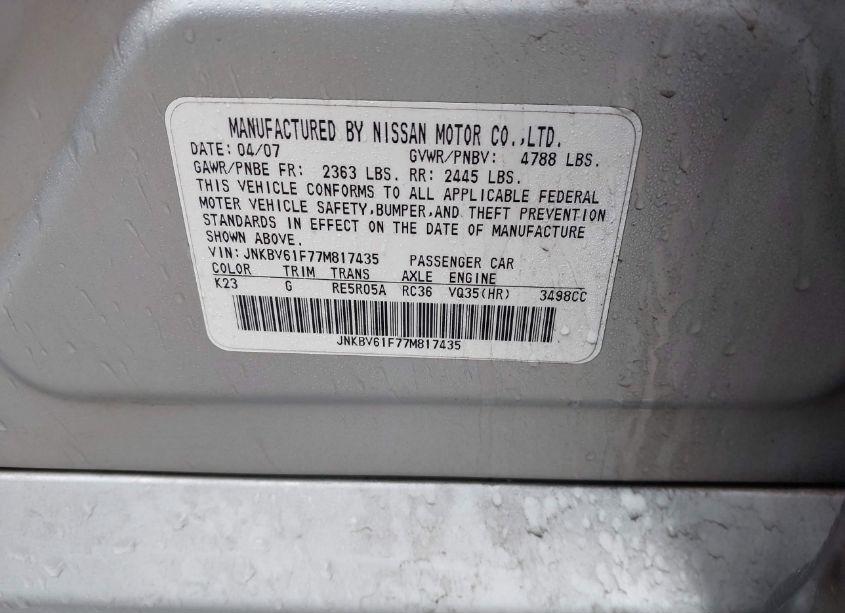 MANUFACTURED BY NISSAN MOTOR CO.,LTD.
DATE: 04/07 GVWR/PNBV: 4788 LBS.
GAWR/PNBE FR: 2363 LBS. RR: 2445 LBS.
THIS VEHICLE CONFORMS TO ALL APPLICABLE FEDERAL
MOTER VEHICLE SAFETY,BUMPER,AND THEFT PREVENTION
STANDARDS IN EFFECT ON THE DATE OF MANUFACTURE
SHOWN ABOVE.
VIN: JNKBV61F77M817435 PASSENGER CAR
COLOR TRIM TRANS AXLE ENGINE
K23 G RE5R05A RC36 VQ35(HR) 3498CC
JNKBV61F77M817435